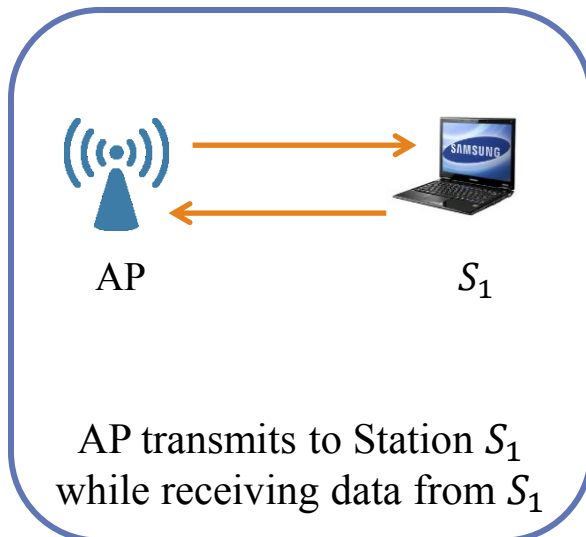 SAMSUNG
AP
S₁
AP transmits to Station S₁
while receiving data from S₁